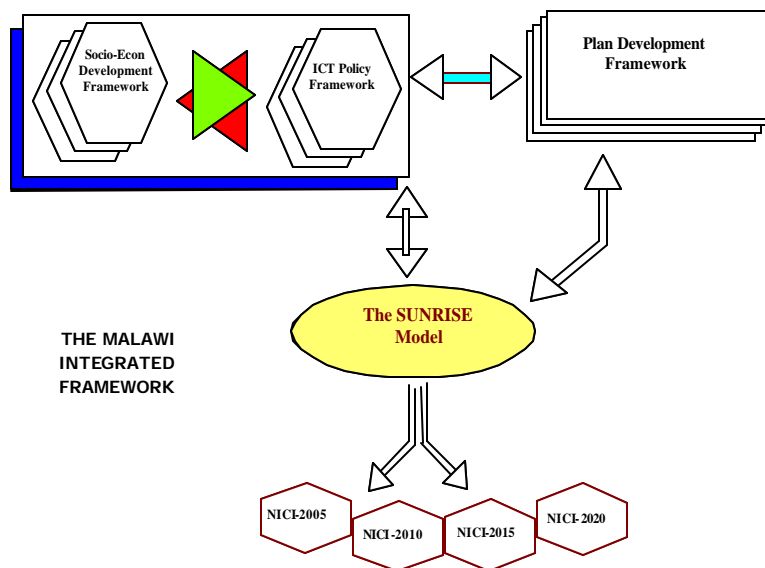 Socio-Econ
Development
Framework
ICT Policy
Framework
Plan Development
Framework
The SUNRISE
Model
THE MALAWI
INTEGRATED
FRAMEWORK
NICI-2005
NICI-2010
NICI-2015
NICI-2020